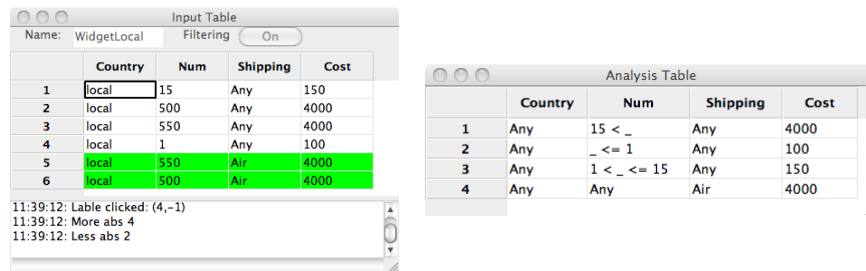 Input Table
Name: WidgetLocal Filtering On
Country Num Shipping Cost
1 local 15 Any 150
2 local 500 Any 4000
3 local 550 Any 4000
4 local 1 Any 100
5 local 550 Air 4000
6 local 500 Air 4000
11:39:12: Lable clicked: (4,-1)
11:39:12: More abs 4
11:39:12: Less abs 2
Analysis Table
Country Num Shipping Cost
1 Any 15 < _ Any 4000
2 Any _ <= 1 Any 100
3 Any 1 < _ <= 15 Any 150
4 Any Any Air 4000